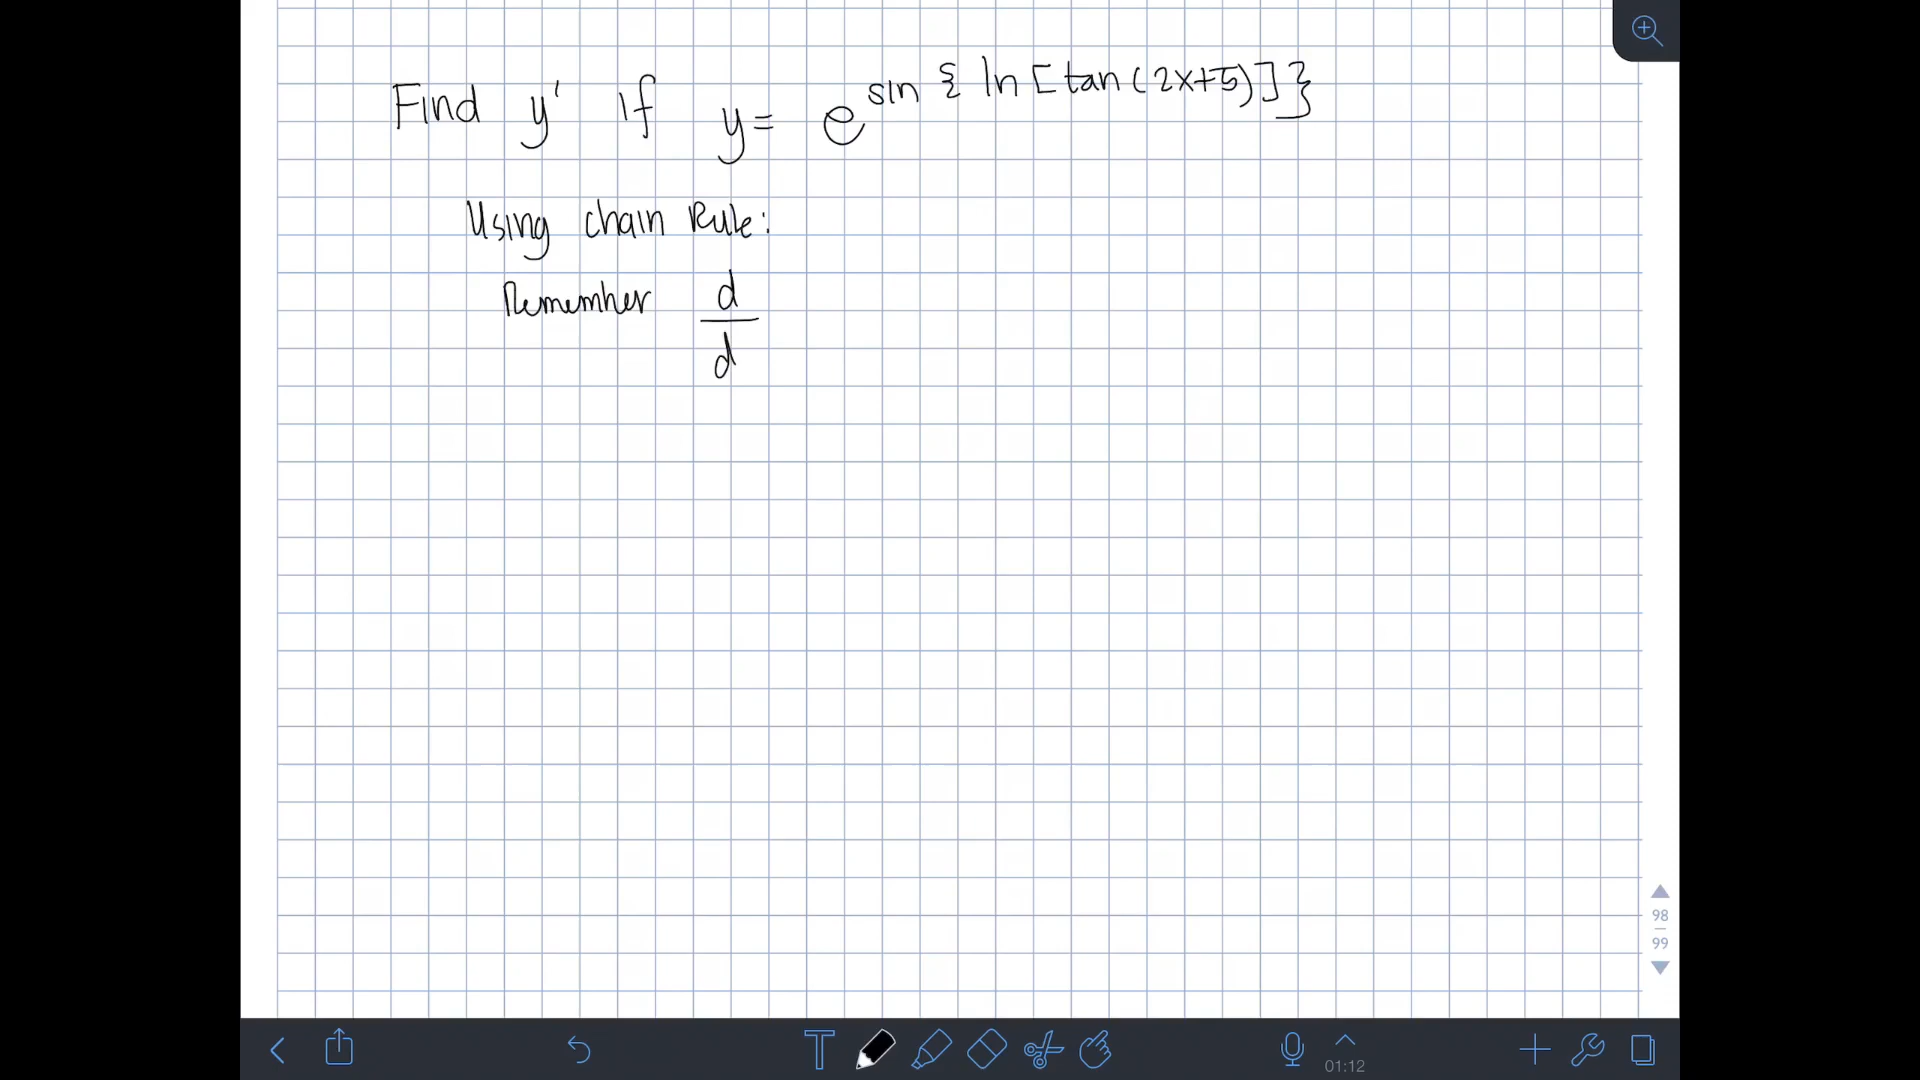 Find y' if y = e^sin { ln [tan (2x+5)] }
Using chain Rule:
Remember d/d
98
99
T
01:12